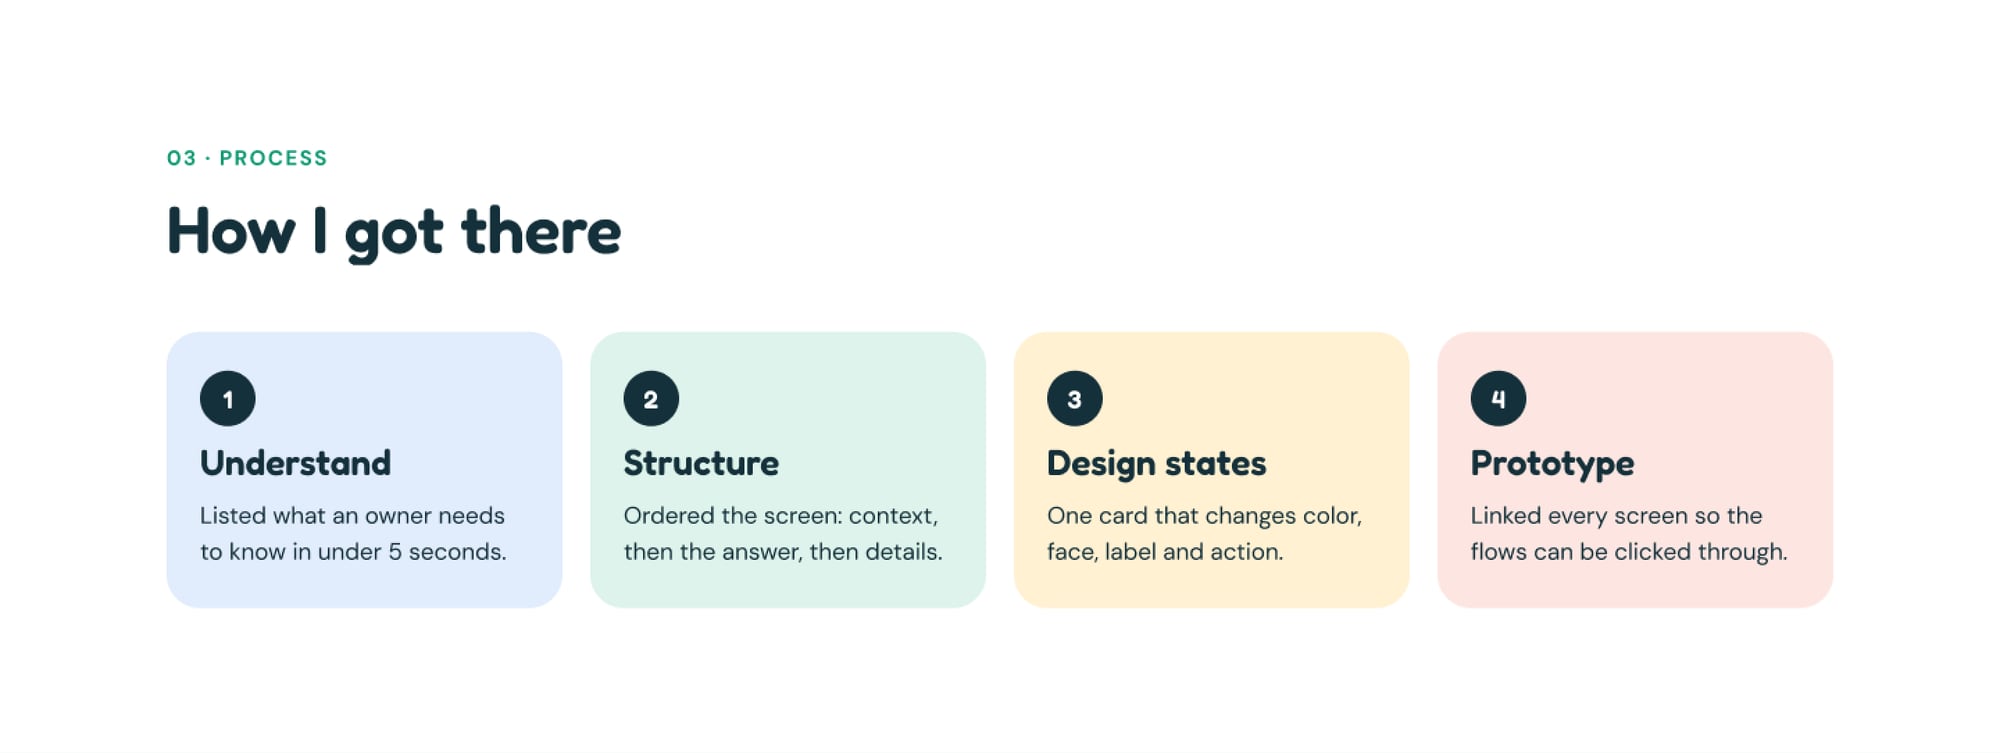 03 · PROCESS
How I got there
1
Understand
Listed what an owner needs
to know in under 5 seconds.
2
Structure
Ordered the screen: context,
then the answer, then details.
3
Design states
One card that changes color,
face, label and action.
4
Prototype
Linked every screen so the
flows can be clicked through.